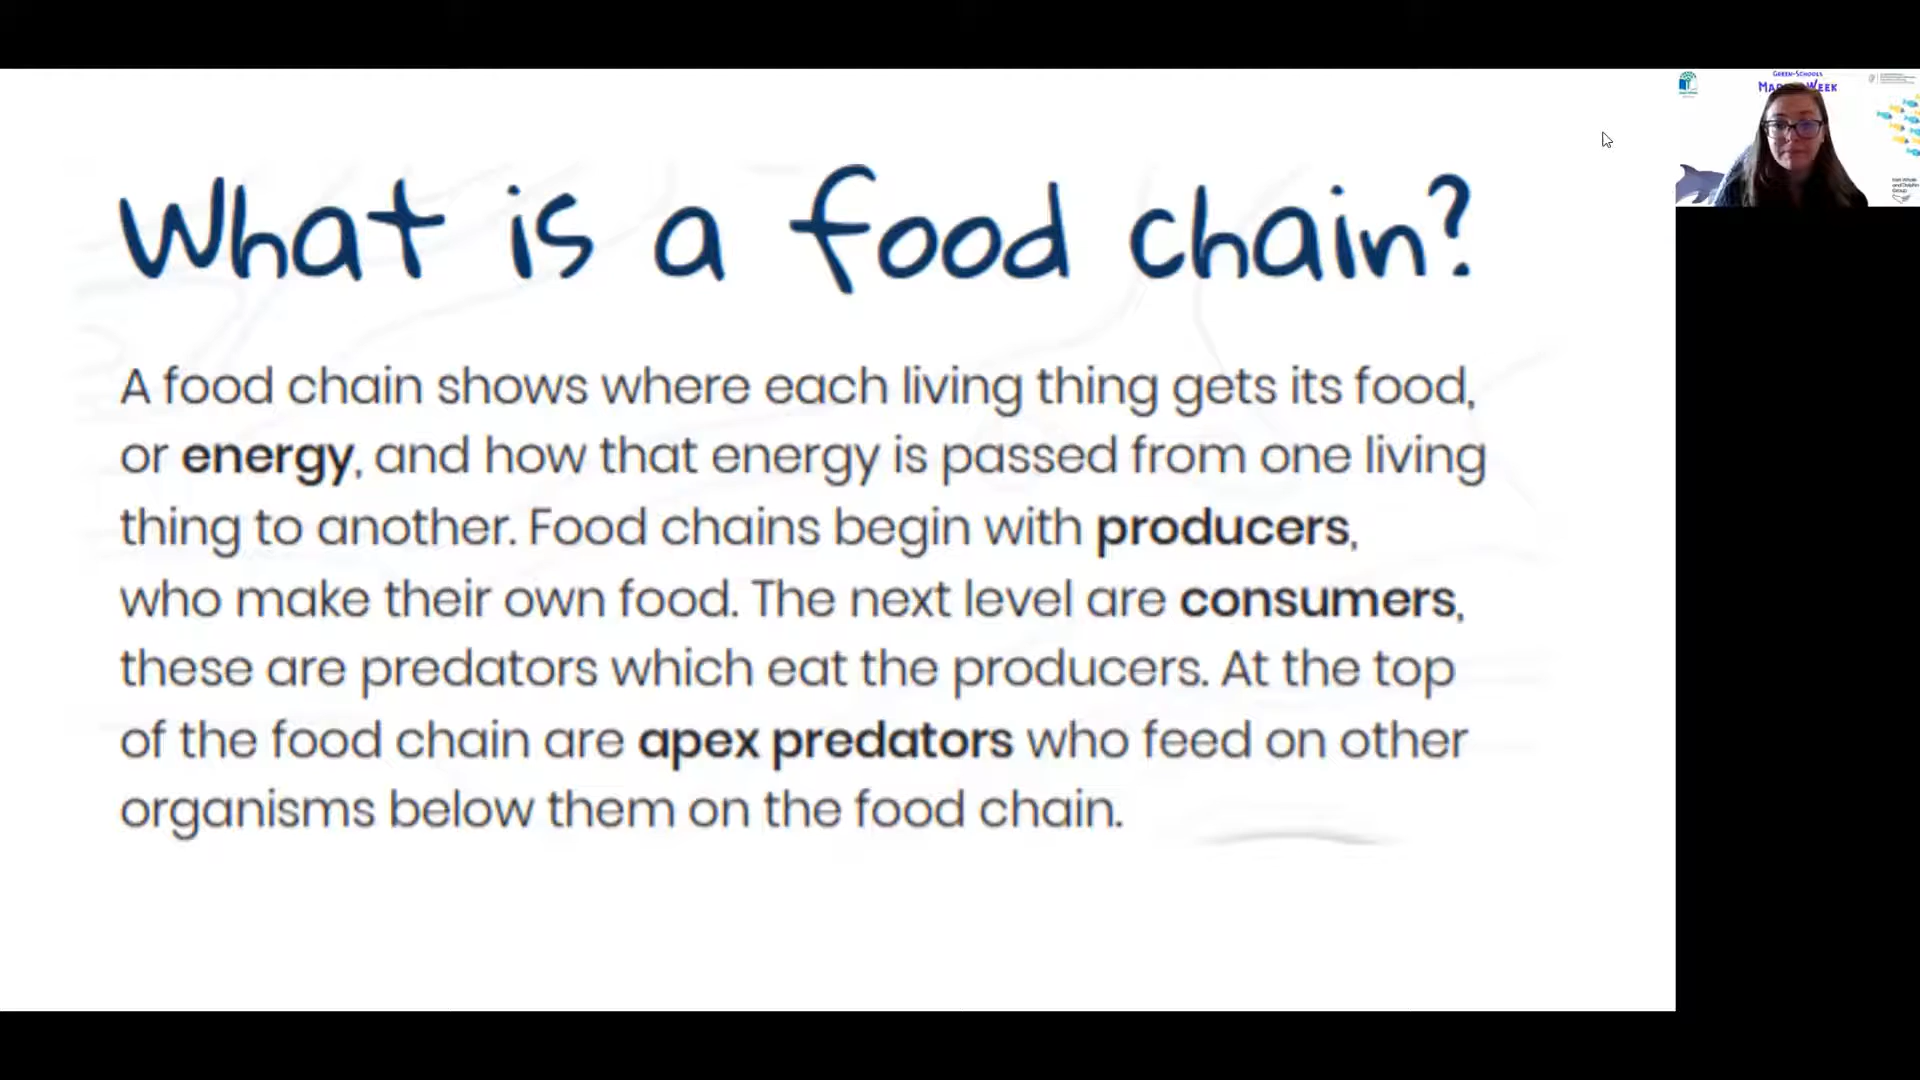 What is a food chain?
A food chain shows where each living thing gets its food,
or energy, and how that energy is passed from one living
thing to another. Food chains begin with producers,
who make their own food. The next level are consumers,
these are predators which eat the producers. At the top
of the food chain are apex predators who feed on other
organisms below them on the food chain.
Green-Schools
Week